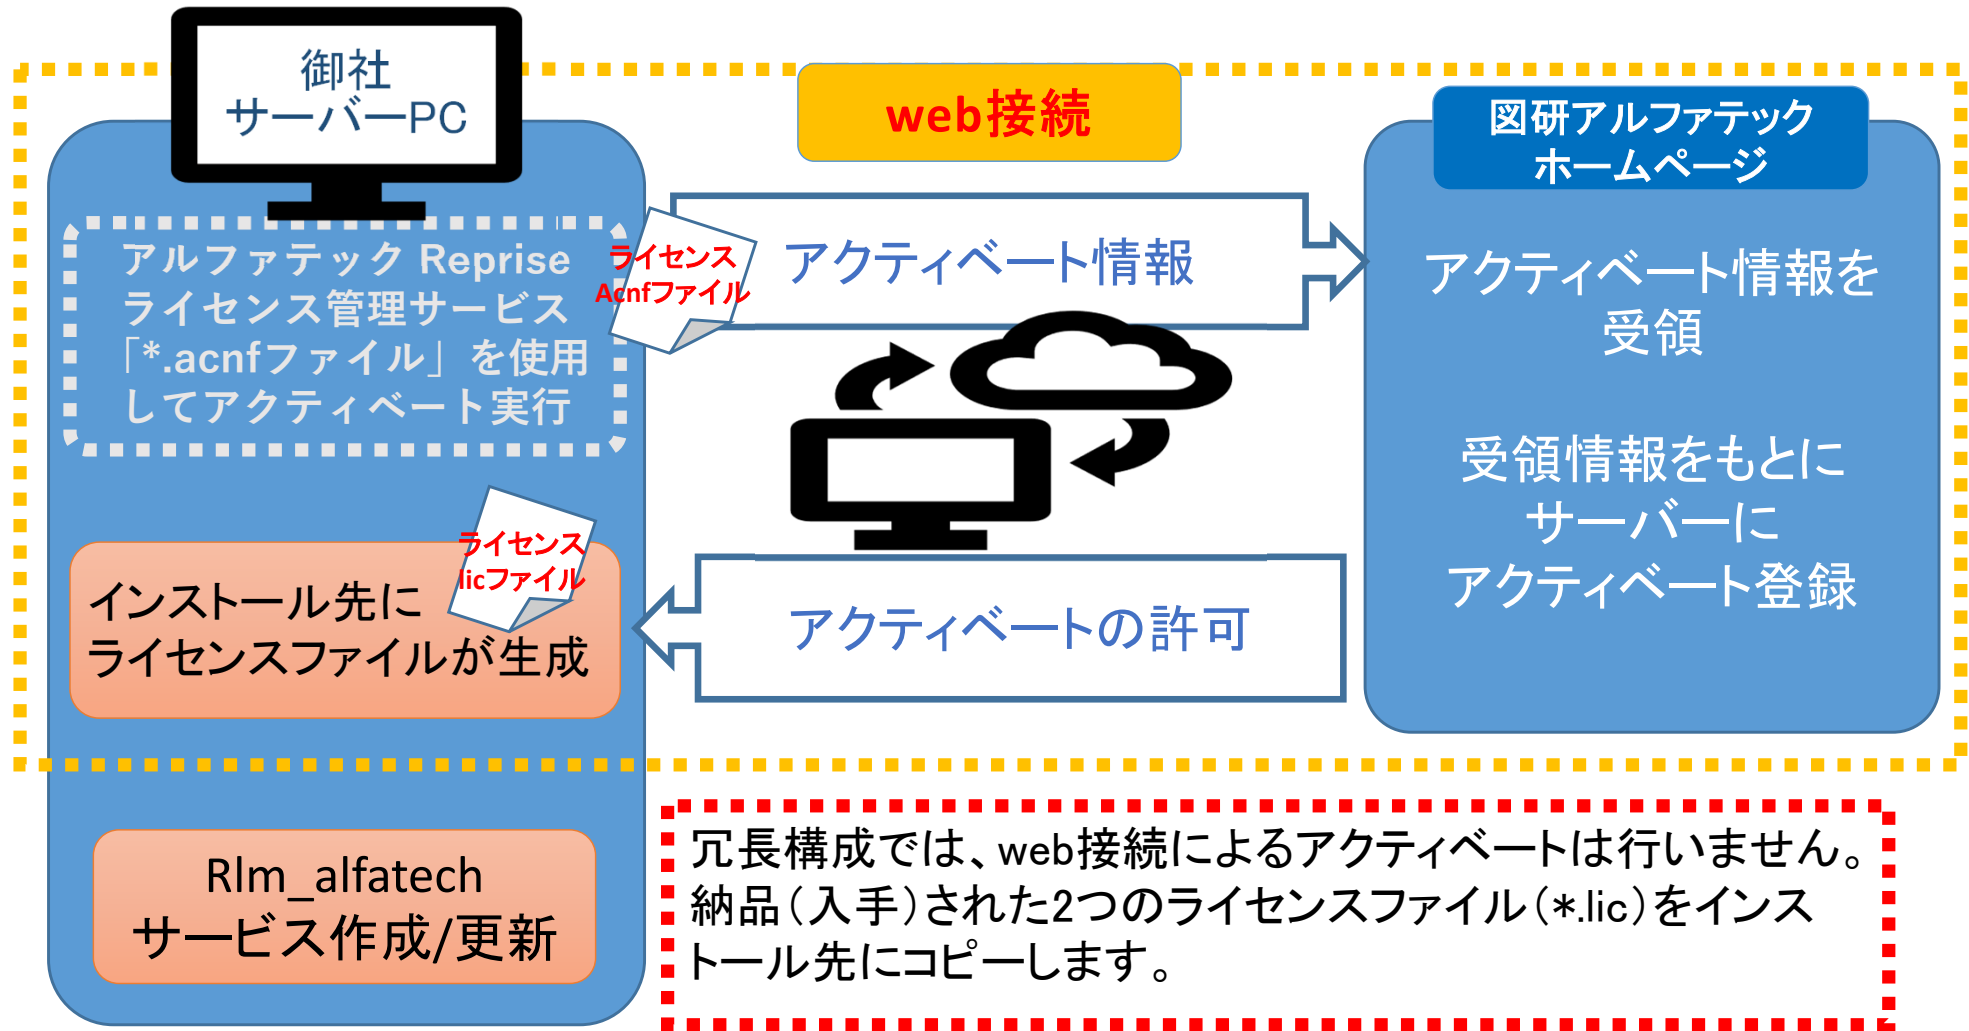 御社
サーバーPC
web接続
図研アルファテック
ホームページ
アルファテック Reprise
ライセンス管理サービス
「*.acnfファイル」を使用
してアクティベート実行
ライセンス
Acnfファイル
アクティベート情報
アクティベート情報を
受領
受領情報をもとに
サーバーに
アクティベート登録
ライセンス
licファイル
インストール先に
ライセンスファイルが生成
アクティベートの許可
Rlm_alfatech
サービス作成/更新
冗長構成では、web接続によるアクティベートは行いません。
納品（入手）された2つのライセンスファイル（*.lic）をインス
トール先にコピーします。